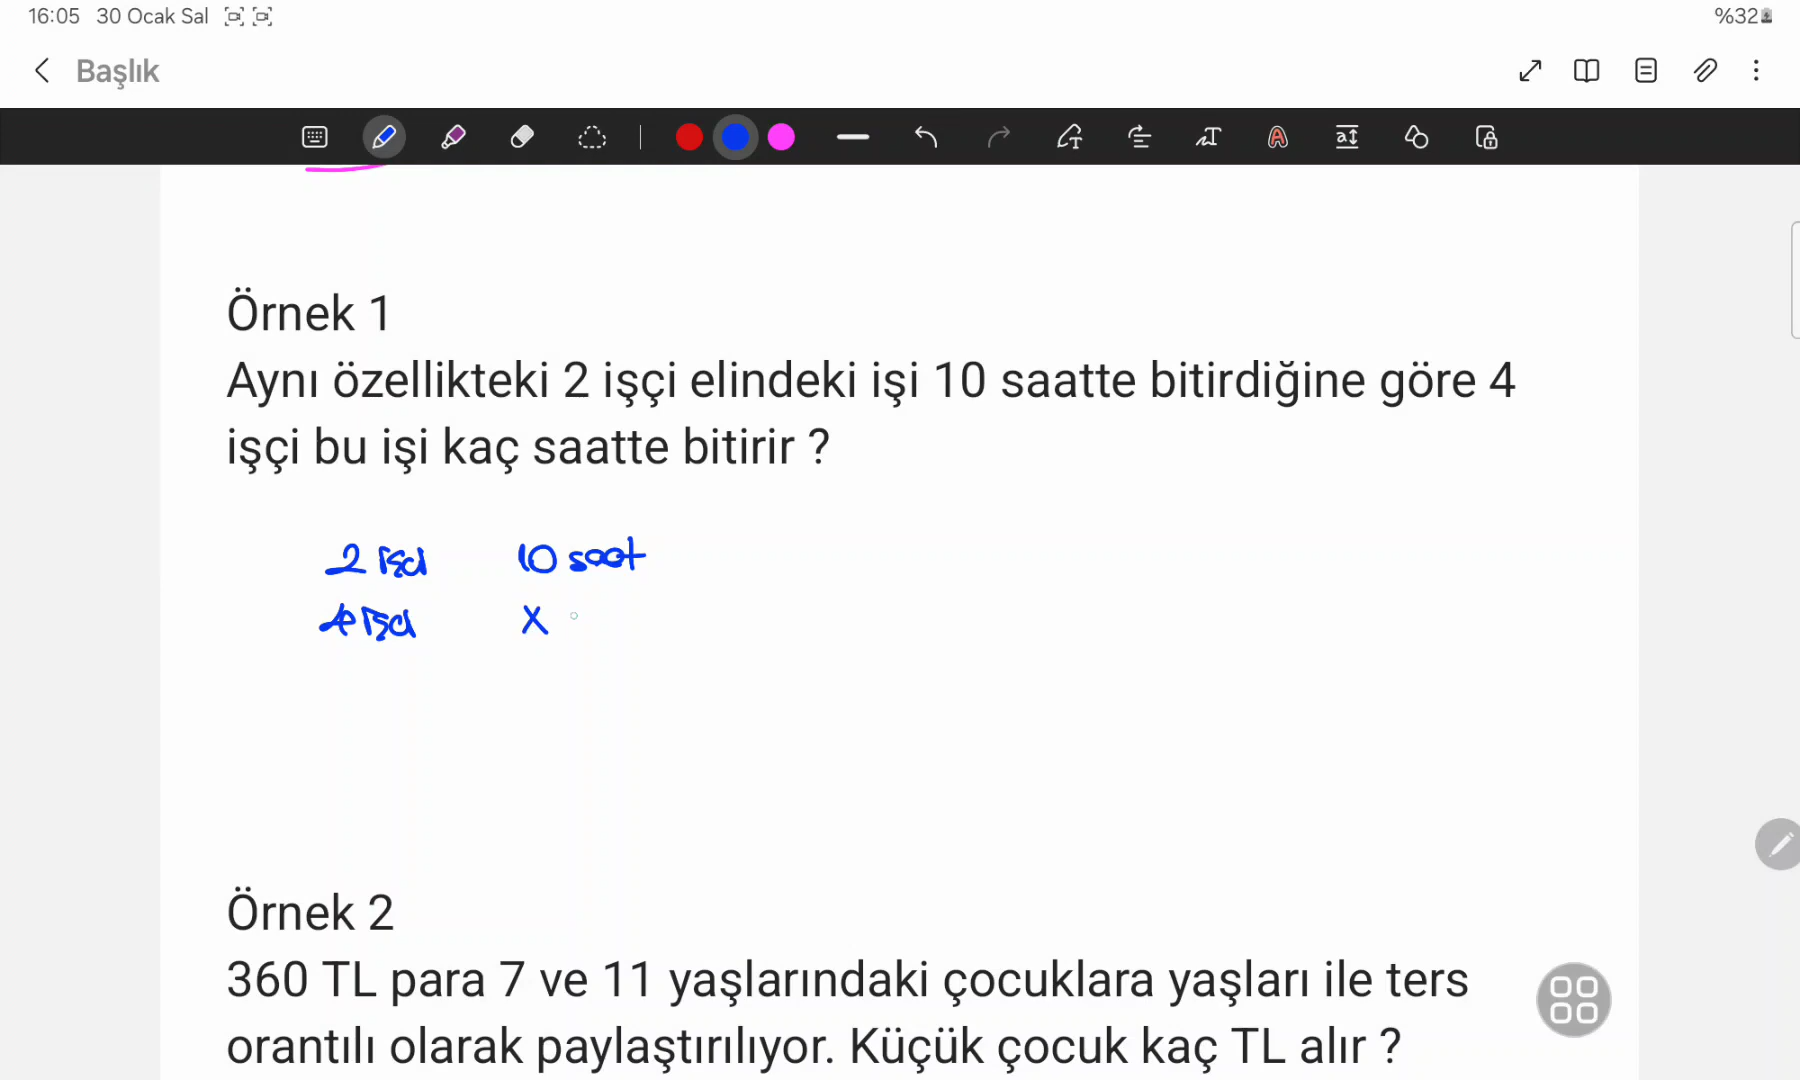 16:05 30 Ocak Sal
%32
Başlık
Örnek 1
Aynı özellikteki 2 işçi elindeki işi 10 saatte bitirdiğine göre 4
işçi bu işi kaç saatte bitirir ?
2 işçi 10 saat
4 işçi X
Örnek 2
360 TL para 7 ve 11 yaşlarındaki çocuklara yaşları ile ters
orantılı olarak paylaştırılıyor. Küçük çocuk kaç TL alır ?